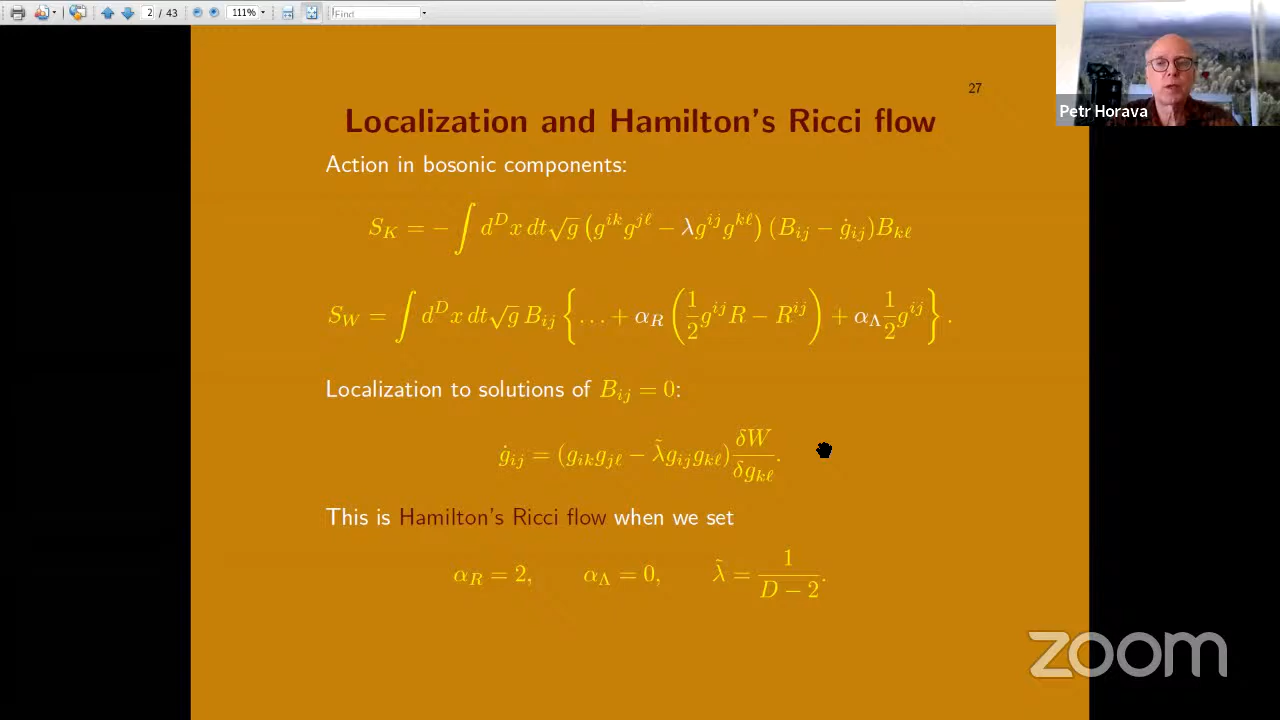 2 / 43
111%
Find
27
Petr Horava
Localization and Hamilton's Ricci flow
Action in bosonic components:
S_K = − ∫ d^D x dt √g (g^{ik} g^{jℓ} − λ g^{ij} g^{kℓ}) (B_{ij} − ġ_{ij}) B_{kℓ}
S_W = ∫ d^D x dt √g B_{ij} { … + α_R ( 1/2 g^{ij} R − R^{ij} ) + α_Λ 1/2 g^{ij} } .
Localization to solutions of B_{ij} = 0:
ġ_{ij} = (g_{ik} g_{jℓ} − λ̃ g_{ij} g_{kℓ}) δW/δg_{kℓ} .
This is Hamilton's Ricci flow when we set
α_R = 2, α_Λ = 0, λ̃ = 1/(D − 2) .
zoom